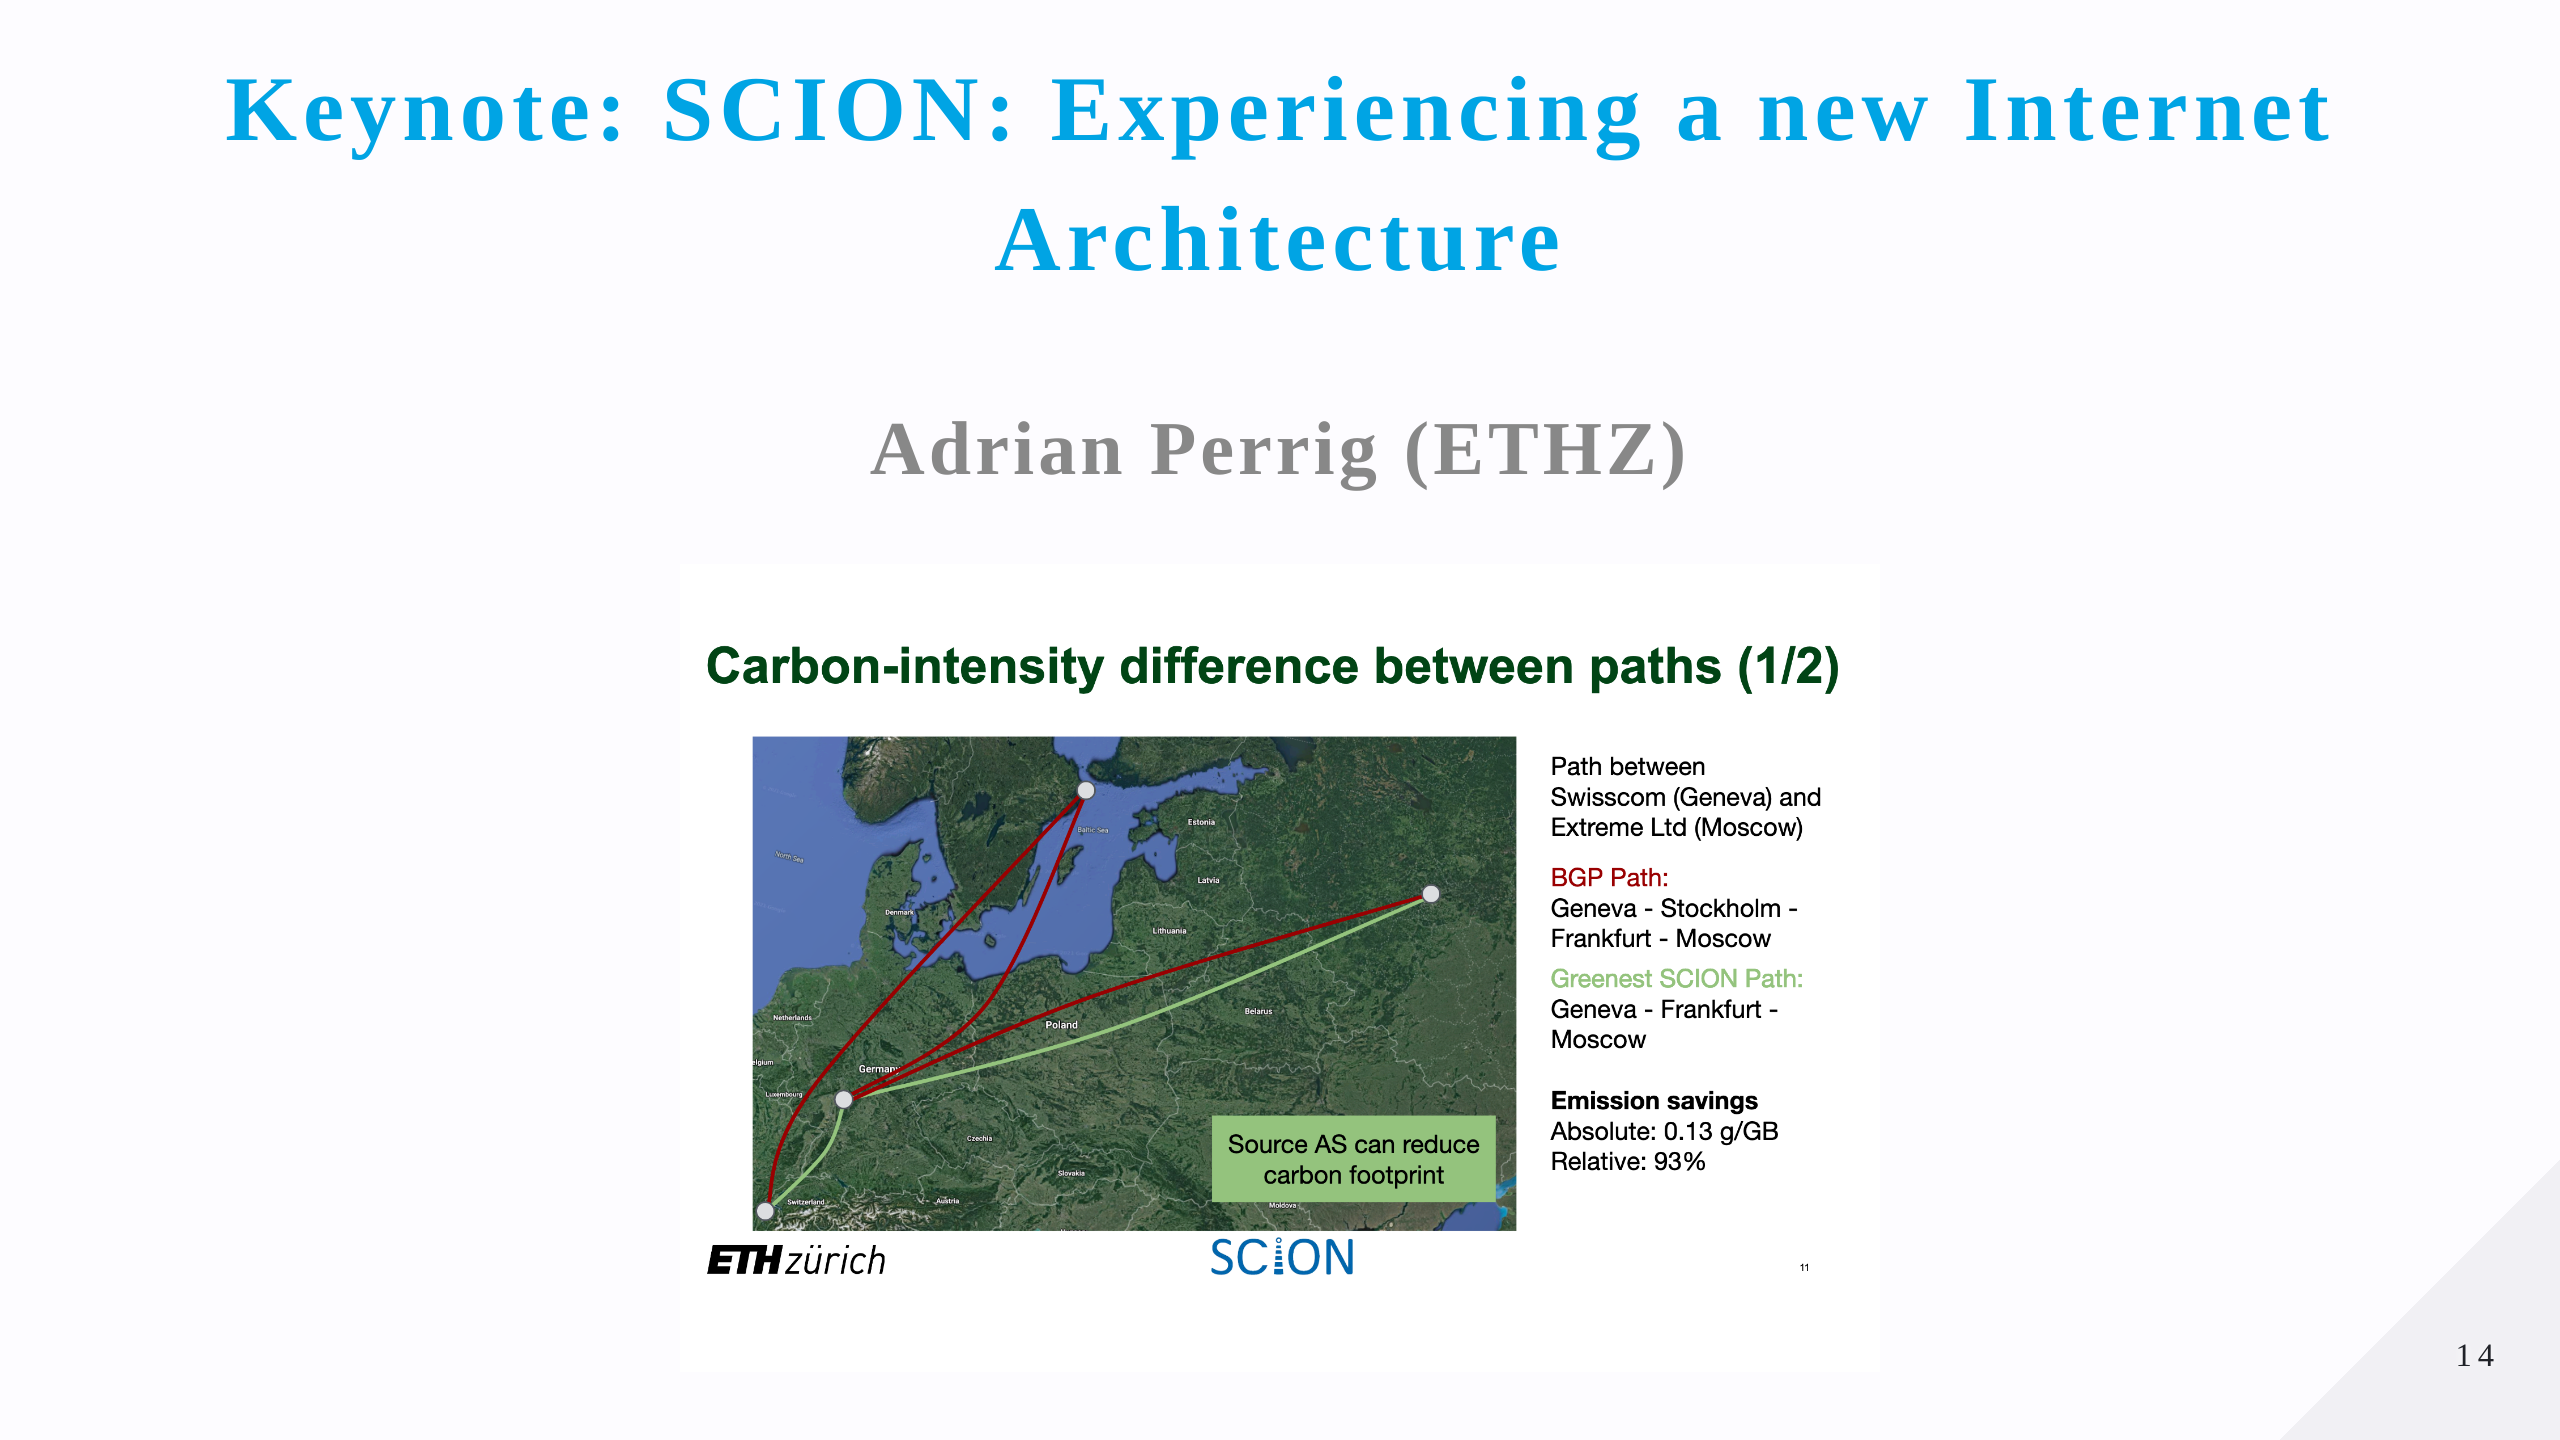 Keynote: SCION: Experiencing a new Internet
Architecture
Adrian Perrig (ETHZ)
Carbon-intensity difference between paths (1/2)
Path between
Swisscom (Geneva) and
Extreme Ltd (Moscow)
BGP Path:
Geneva - Stockholm -
Frankfurt - Moscow
Greenest SCION Path:
Geneva - Frankfurt -
Moscow
Emission savings
Absolute: 0.13 g/GB
Relative: 93%
North Sea
Baltic Sea
Estonia
Latvia
Denmark
Lithuania
Netherlands
Poland
Belarus
elgium
Germany
Luxembourg
Czechia
Slovakia
Switzerland
Austria
Moldova
Source AS can reduce
carbon footprint
ETH zürich
SCION
11
14